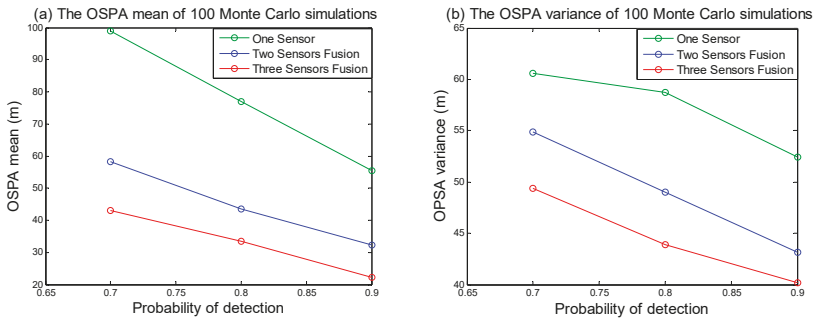 (a) The OSPA mean of 100 Monte Carlo simulations
100
90
80
70
60
50
40
30
20
0.65
0.7
0.75
0.8
0.85
0.9
OSPA mean (m)
Probability of detection
One Sensor
Two Sensors Fusion
Three Sensors Fusion
(b) The OSPA variance of 100 Monte Carlo simulations
65
60
55
50
45
40
0.65
0.7
0.75
0.8
0.85
0.9
OPSA variance (m)
Probability of detection
One Sensor
Two Sensors Fusion
Three Sensors Fusion